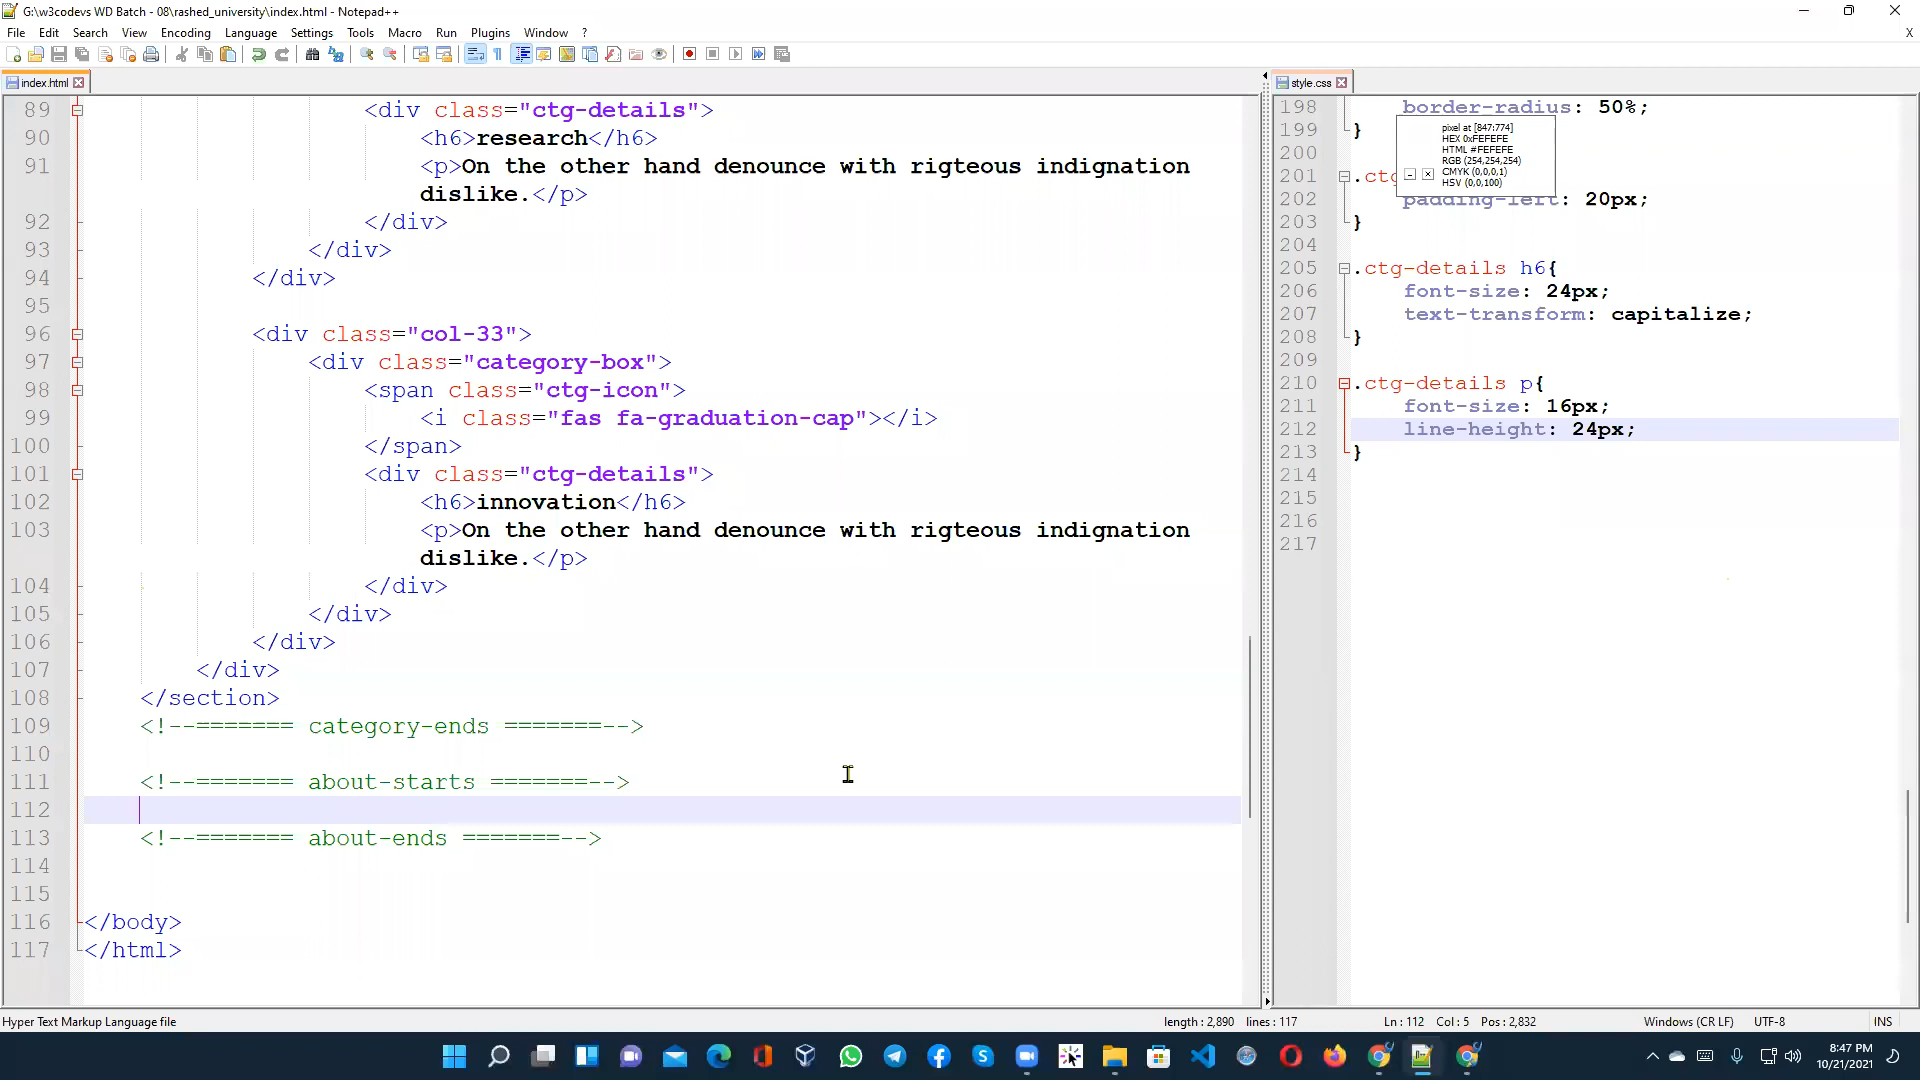 G:\w3codevs WD Batch - 08\rashed_university\index.html - Notepad++
File Edit Search View Encoding Language Settings Tools Macro Run Plugins Window ?
X
index.html
89 <div class="ctg-details">
90 <h6>research</h6>
91 <p>On the other hand denounce with rigteous indignation
dislike.</p>
92 </div>
93 </div>
94 </div>
95
96 <div class="col-33">
97 <div class="category-box">
98 <span class="ctg-icon">
99 <i class="fas fa-graduation-cap"></i>
100 </span>
101 <div class="ctg-details">
102 <h6>innovation</h6>
103 <p>On the other hand denounce with rigteous indignation
dislike.</p>
104 </div>
105 </div>
106 </div>
107 </div>
108 </section>
109 <!--======= category-ends =======-->
110
111 <!--======= about-starts =======-->
112
113 <!--======= about-ends =======-->
114
115
116 </body>
117 </html>
style.css
198 border-radius: 50%;
199 }
200
201 .ctg
202 padding-left: 20px;
203 }
204
205 .ctg-details h6{
206 font-size: 24px;
207 text-transform: capitalize;
208 }
209
210 .ctg-details p{
211 font-size: 16px;
212 line-height: 24px;
213 }
214
215
216
217
pixel at [847:774]
HEX 0xFEFEFE
HTML #FEFEFE
RGB (254,254,254)
CMYK (0,0,0,1)
HSV (0,0,100)
Hyper Text Markup Language file
length : 2,890 lines : 117
Ln : 112 Col : 5 Pos : 2,832
Windows (CR LF)
UTF-8
INS
8:47 PM
10/21/2021